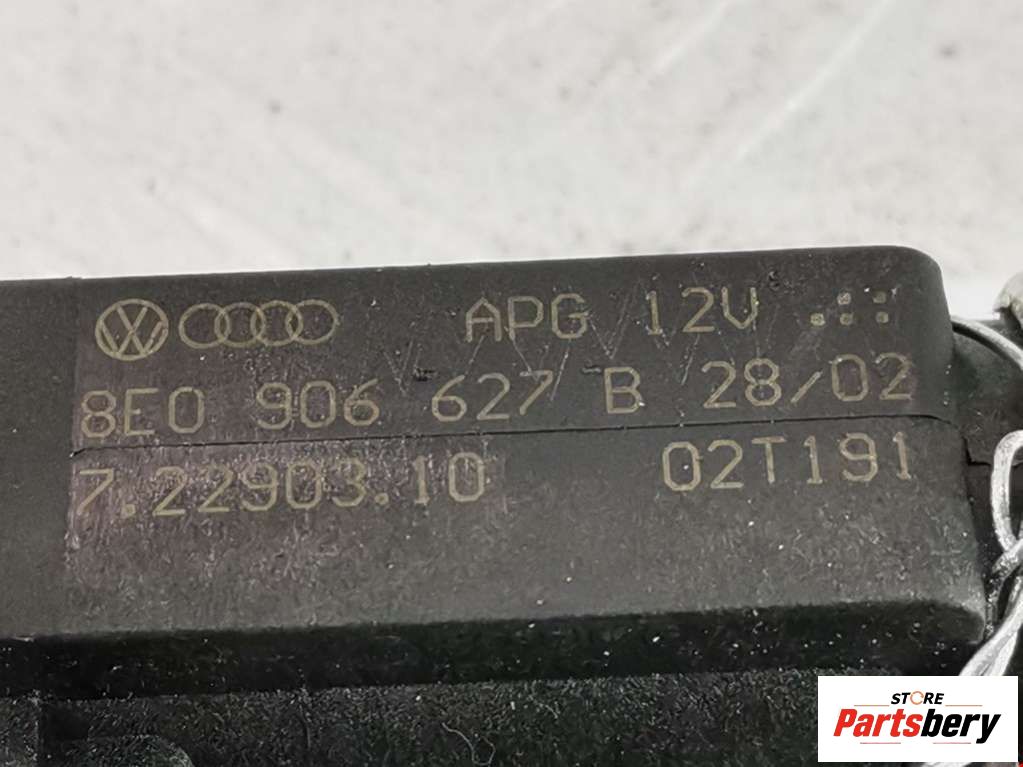 APG 12V
8E0 906 627 B 28/02
7.22903.10 02T191
STORE
Partsbery